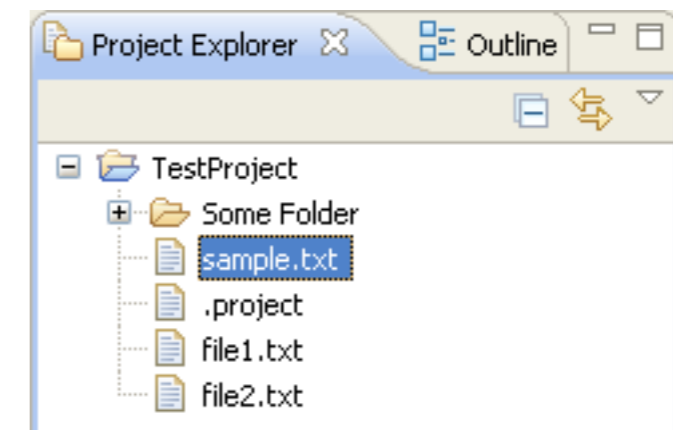 Project Explorer Outline
TestProject
Some Folder
sample.txt
.project
file1.txt
file2.txt